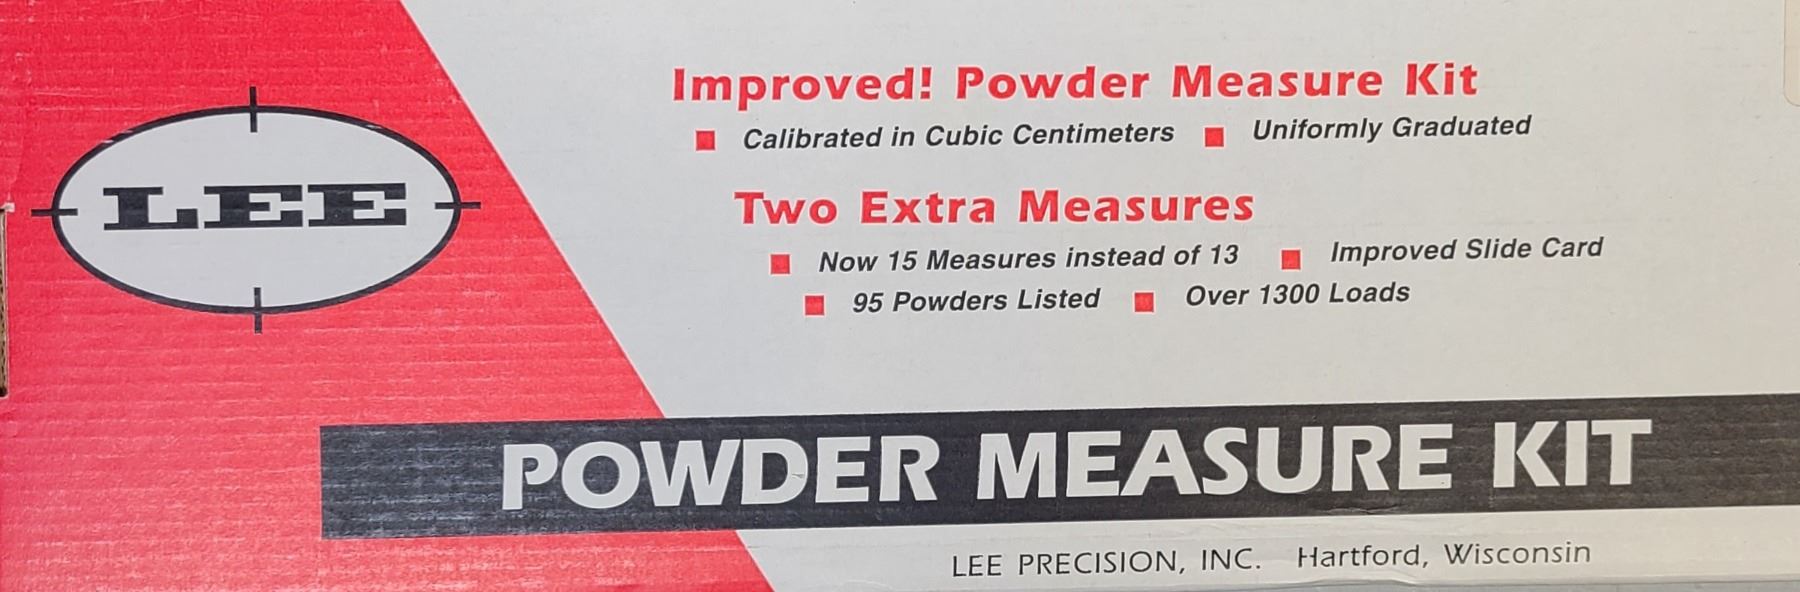 LEE
Improved! Powder Measure Kit
Calibrated in Cubic Centimeters Uniformly Graduated
Two Extra Measures
Now 15 Measures instead of 13 Improved Slide Card
95 Powders Listed Over 1300 Loads
POWDER MEASURE KIT
LEE PRECISION, INC. Hartford, Wisconsin